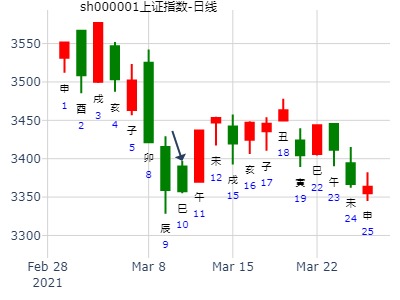 sh000001上证指数-日线
3550
3500
3450
3400
3350
3300
申
1
酉
2
戌
3
亥
4
子
5
卯
8
辰
9
巳
10
午
11
未
12
戌
15
亥
16
子
17
丑
18
寅
19
巳
22
午
23
未
24
申
25
Feb 28
2021
Mar 8
Mar 15
Mar 22